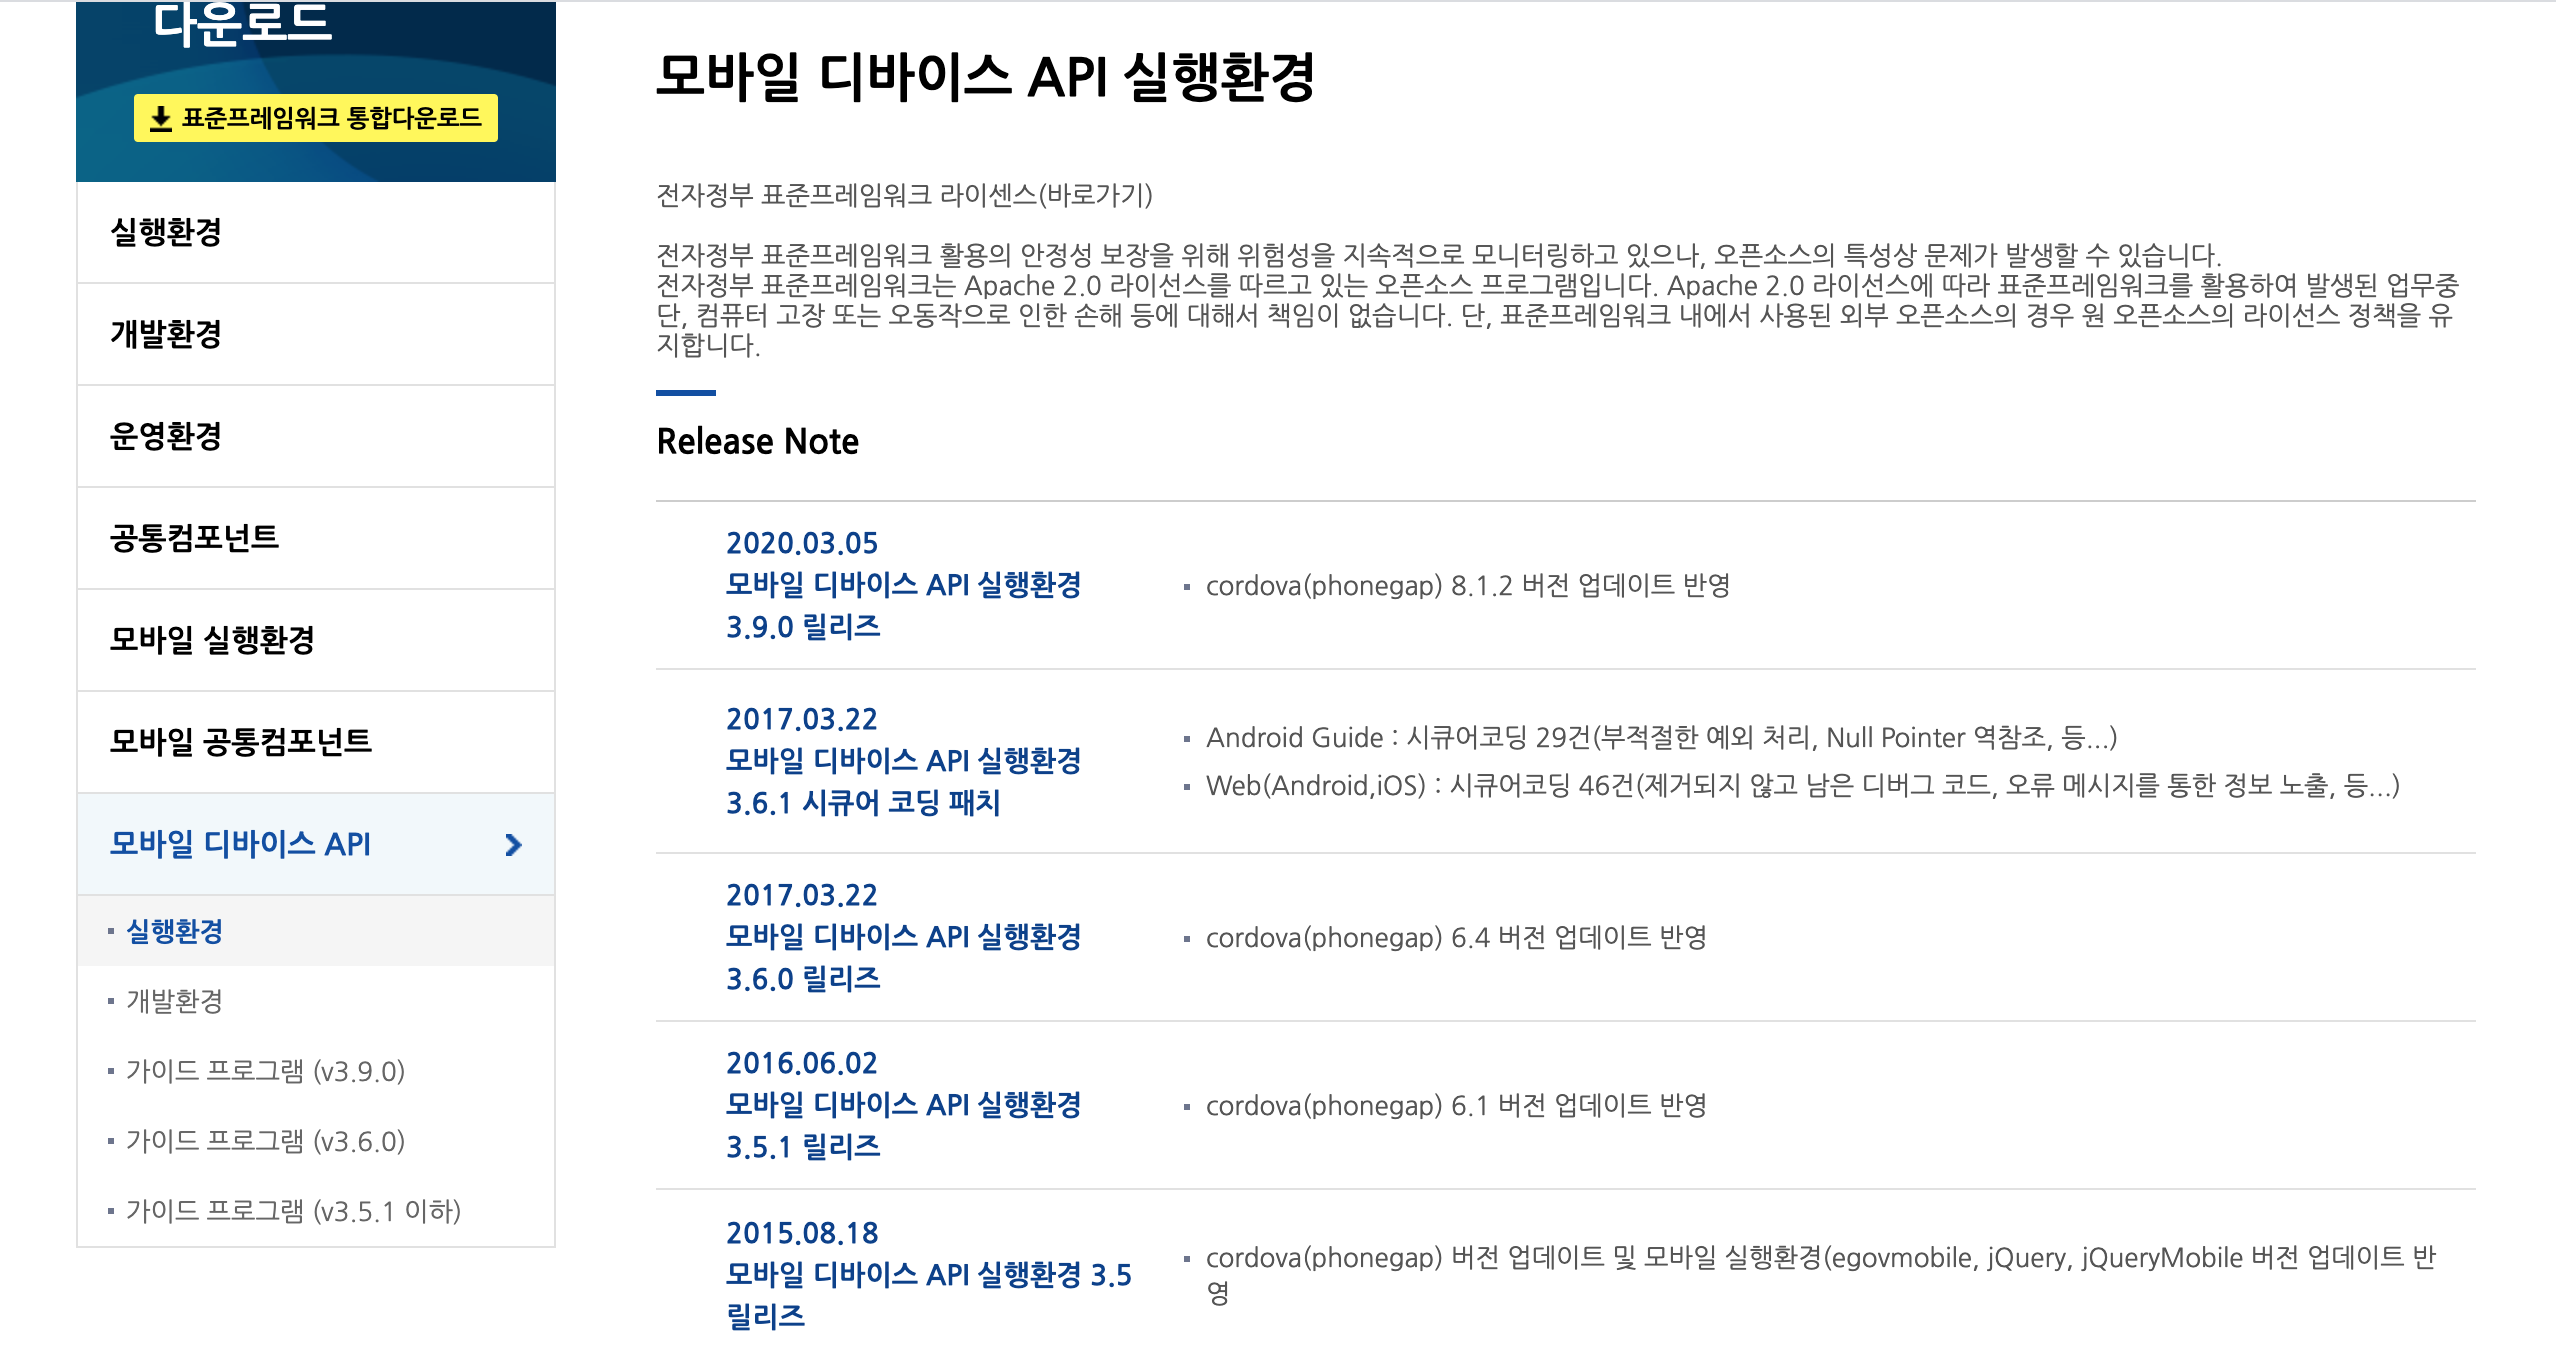 다운로드
표준프레임워크 통합다운로드
실행환경
개발환경
운영환경
공통컴포넌트
모바일 실행환경
모바일 공통컴포넌트
모바일 디바이스 API
실행환경
개발환경
가이드 프로그램 (v3.9.0)
가이드 프로그램 (v3.6.0)
가이드 프로그램 (v3.5.1 이하)
모바일 디바이스 API 실행환경
전자정부 표준프레임워크 라이센스(바로가기)
전자정부 표준프레임워크 활용의 안정성 보장을 위해 위험성을 지속적으로 모니터링하고 있으나, 오픈소스의 특성상 문제가 발생할 수 있습니다.
전자정부 표준프레임워크는 Apache 2.0 라이선스를 따르고 있는 오픈소스 프로그램입니다. Apache 2.0 라이선스에 따라 표준프레임워크를 활용하여 발생된 업무중
단, 컴퓨터 고장 또는 오동작으로 인한 손해 등에 대해서 책임이 없습니다. 단, 표준프레임워크 내에서 사용된 외부 오픈소스의 경우 원 오픈소스의 라이선스 정책을 유
지합니다.
Release Note
2020.03.05
모바일 디바이스 API 실행환경
3.9.0 릴리즈
cordova(phonegap) 8.1.2 버전 업데이트 반영
2017.03.22
모바일 디바이스 API 실행환경
3.6.1 시큐어 코딩 패치
Android Guide : 시큐어코딩 29건(부적절한 예외 처리, Null Pointer 역참조, 등...)
Web(Android,iOS) : 시큐어코딩 46건(제거되지 않고 남은 디버그 코드, 오류 메시지를 통한 정보 노출, 등...)
2017.03.22
모바일 디바이스 API 실행환경
3.6.0 릴리즈
cordova(phonegap) 6.4 버전 업데이트 반영
2016.06.02
모바일 디바이스 API 실행환경
3.5.1 릴리즈
cordova(phonegap) 6.1 버전 업데이트 반영
2015.08.18
모바일 디바이스 API 실행환경 3.5
릴리즈
cordova(phonegap) 버전 업데이트 및 모바일 실행환경(egovmobile, jQuery, jQueryMobile 버전 업데이트 반
영